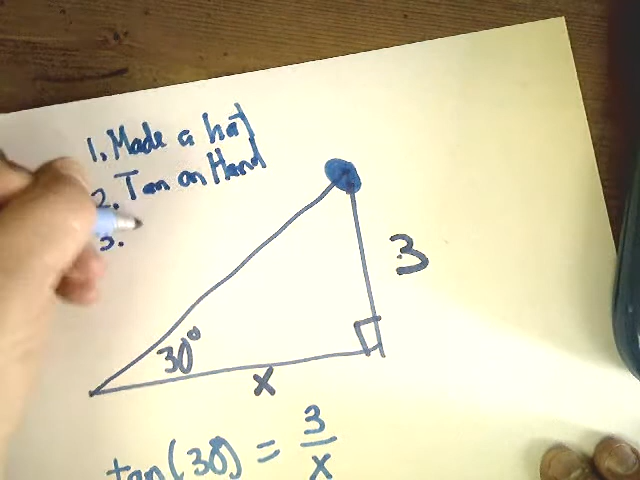 1. Made a hat
2. Tan on Hand
3.
3
30°
x
tan(30) = 3/x